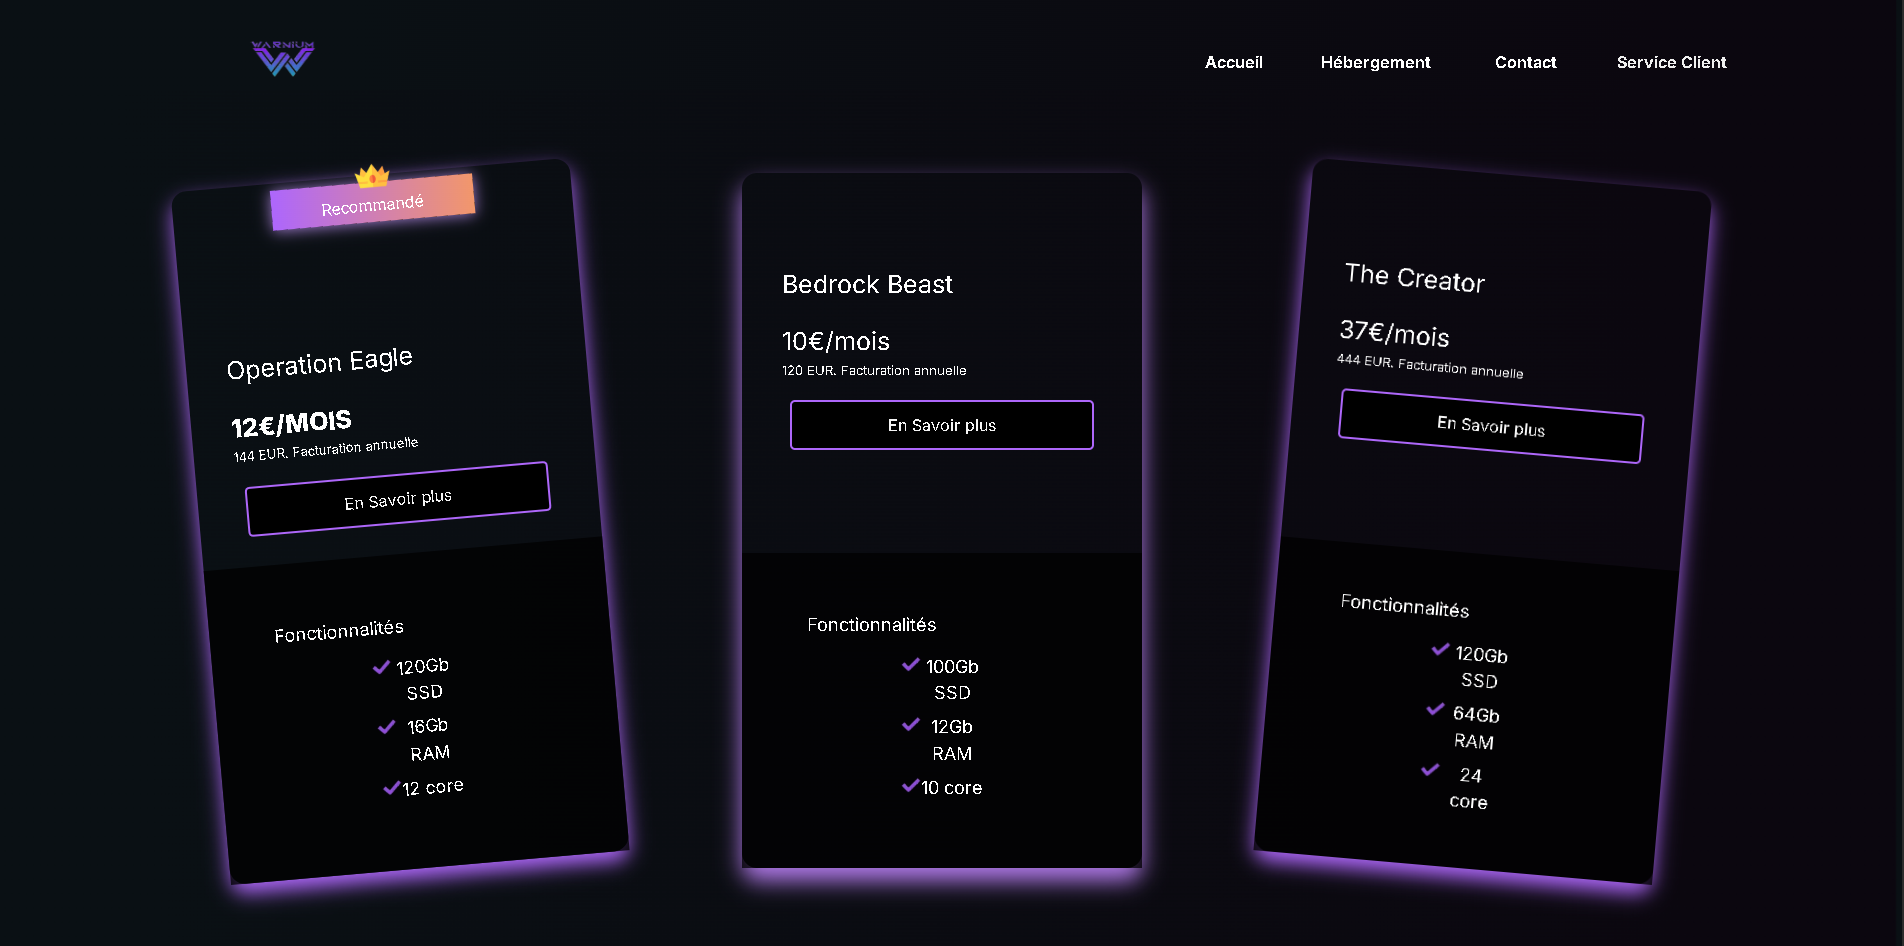 WARNIUM
Accueil
Hébergement
Contact
Service Client
Recommandé
Operation Eagle
12€/MOIS
144 EUR. Facturation annuelle
En Savoir plus
Fonctionnalités
120Gb
SSD
16Gb
RAM
12 core
Bedrock Beast
10€/mois
120 EUR. Facturation annuelle
En Savoir plus
Fonctionnalités
100Gb
SSD
12Gb
RAM
10 core
The Creator
37€/mois
444 EUR. Facturation annuelle
En Savoir plus
Fonctionnalités
120Gb
SSD
64Gb
RAM
24
core